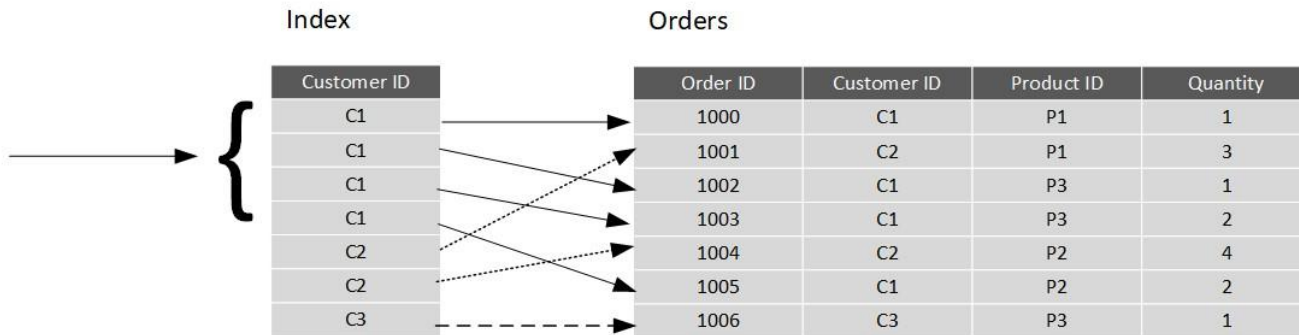 Index Orders
Customer ID Order ID Customer ID Product ID Quantity
C1 1000 C1 P1 1
C1 1001 C2 P1 3
C1 1002 C1 P3 1
C1 1003 C1 P3 2
C2 1004 C2 P2 4
C2 1005 C1 P2 2
C3 1006 C3 P3 1